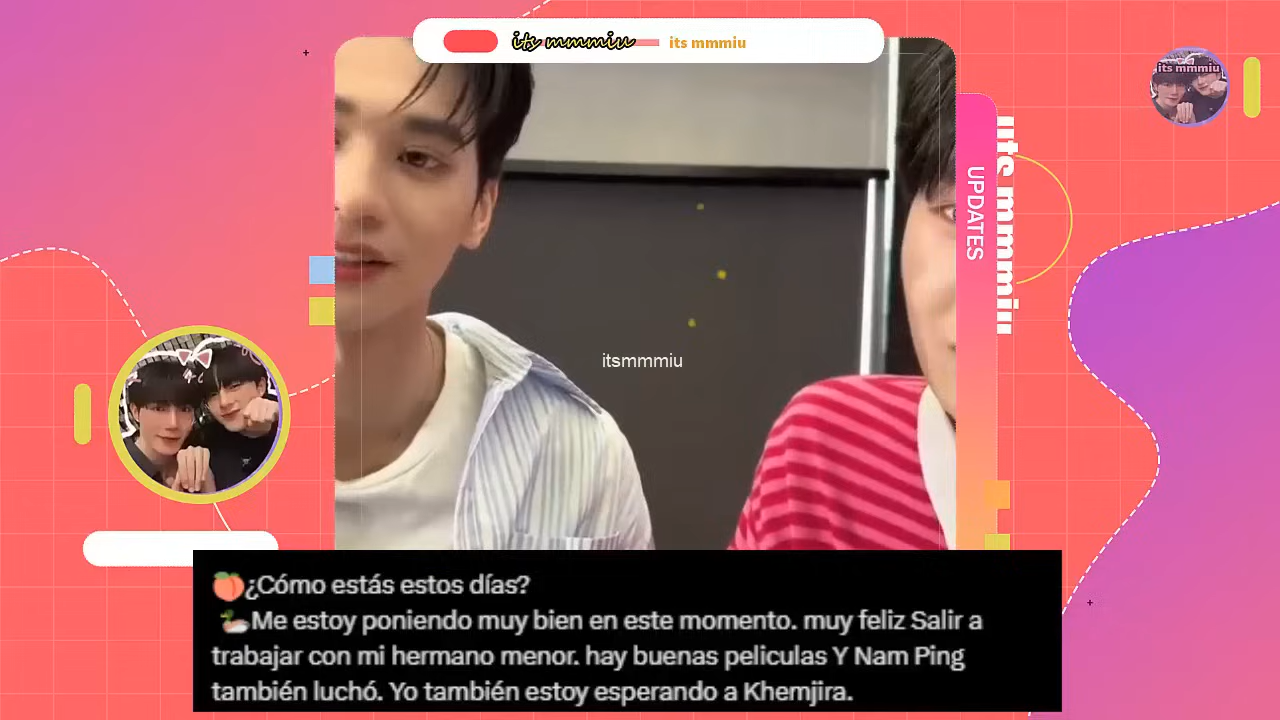 its mmmiu its mmmiu
its mmmiu
UPDATES
its mmmiu
itsmmmiu
🍑¿Cómo estás estos días?
🦢Me estoy poniendo muy bien en este momento. muy feliz Salir a
trabajar con mi hermano menor. hay buenas peliculas Y Nam Ping
también luchó. Yo también estoy esperando a Khemjira.